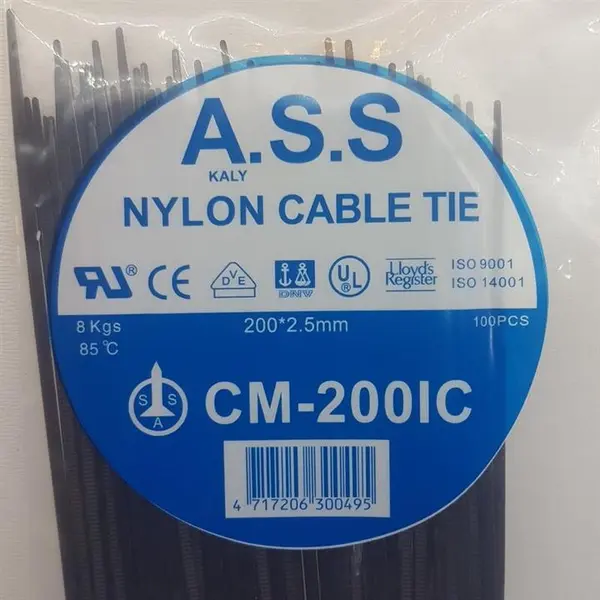 A.S.S
KALY
NYLON CABLE TIE
RU® CE DVE DNV UL® Lloyd's Register ISO 9001 ISO 14001
8 Kgs 200*2.5mm 100PCS
85℃
S S A CM-200IC
4 717206 300495